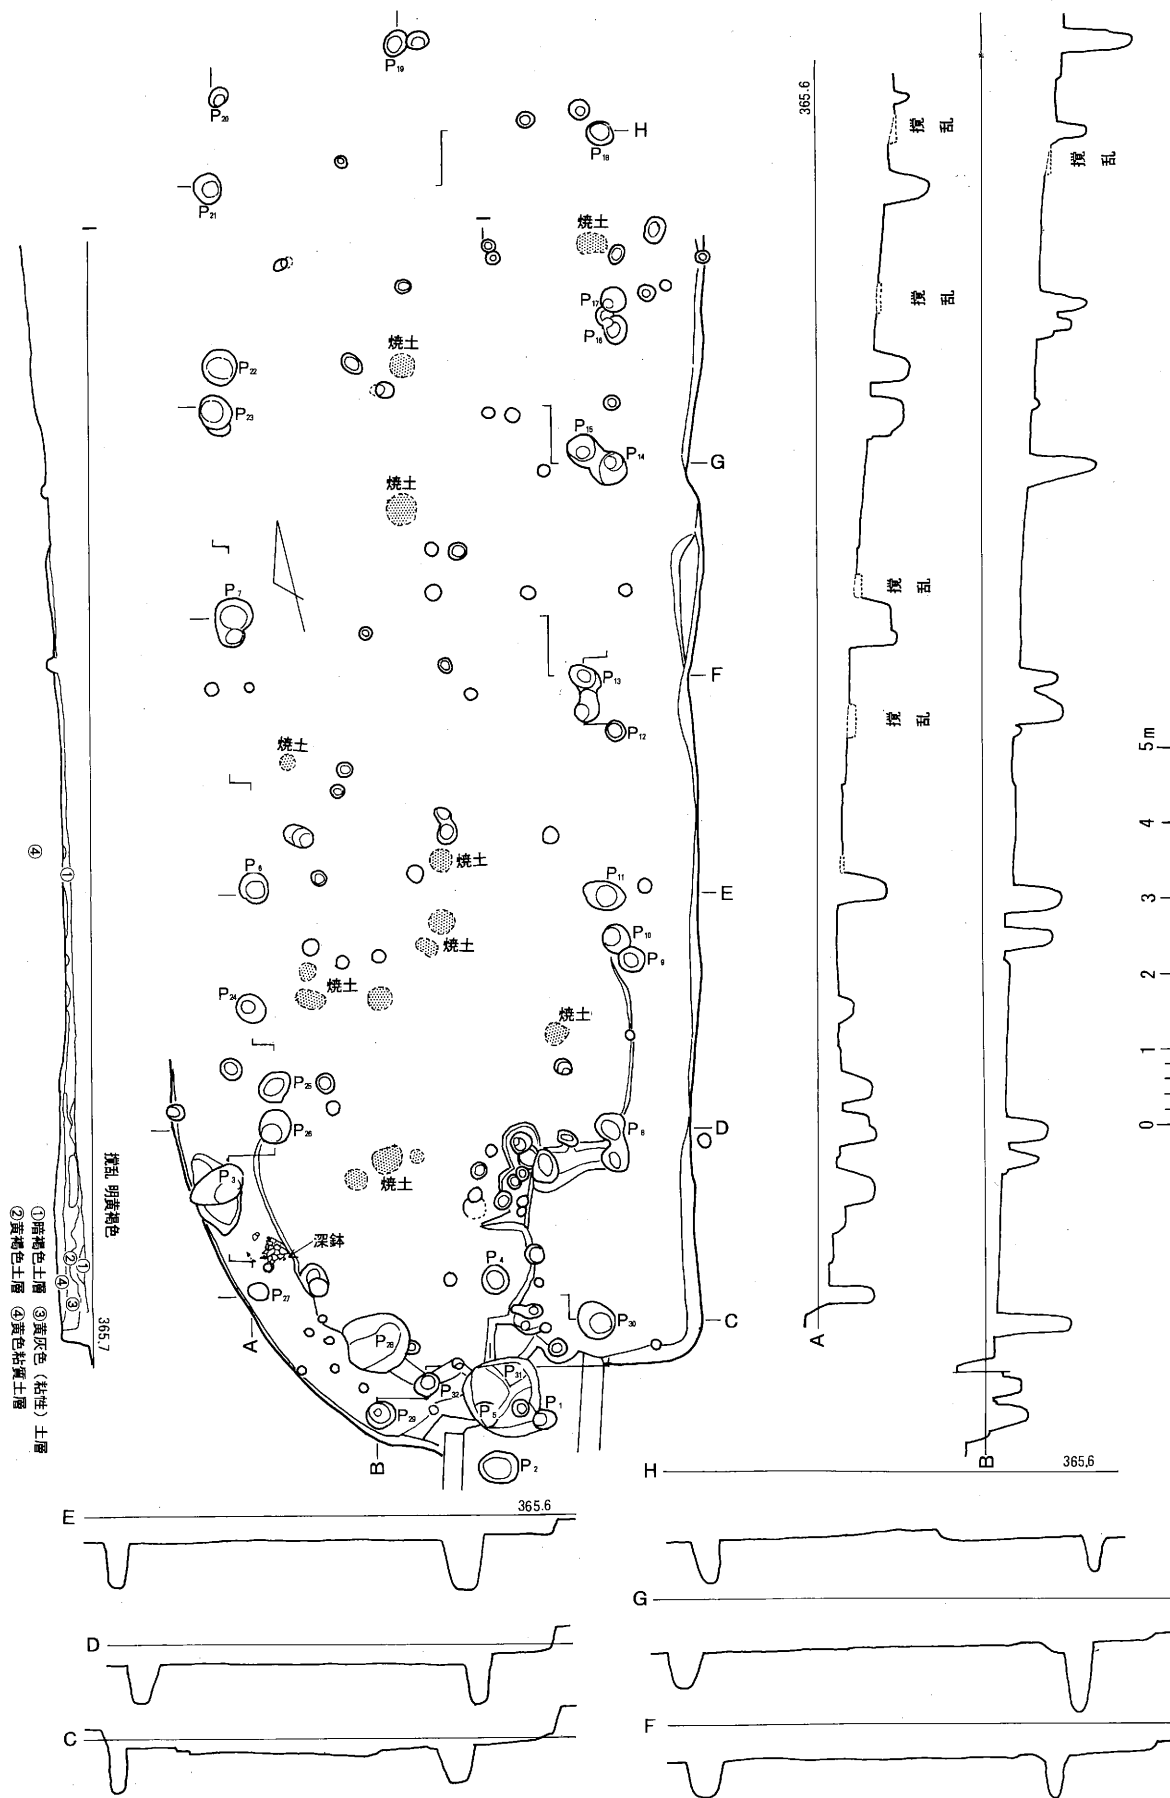 P₁₉
P₂₀
H
P₁₈
P₂₁
I
焼土
P₁₇
P₁₆
焼土
P₂₂
P₂₃
P₁₅
P₁₄
G
焼土
P₇
P₁₃
F
P₁₂
焼土
焼土
P₆
P₁₁
E
焼土
P₁₀
P₉
焼土
P₂₄
焼土
P₂₅
P₂₆
P₈
D
焼土
P₃
深鉢
P₄
P₂₇
P₃₀
C
A
P₂₈
P₃₁
P₃₂
P₂₉
P₅
P₁
B
P₂
I
④
①
②
①
④
③
365.7
撹乱 明黄褐色
①暗褐色土層 ③黄灰色(粘性)土層
②黄褐色土層 ④黄色粘質土層
365.6
撹乱
撹乱
撹乱
撹乱
A
撹乱
B
365.6
5m
4
3
2
1
0
E
365.6
D
C
H
G
F